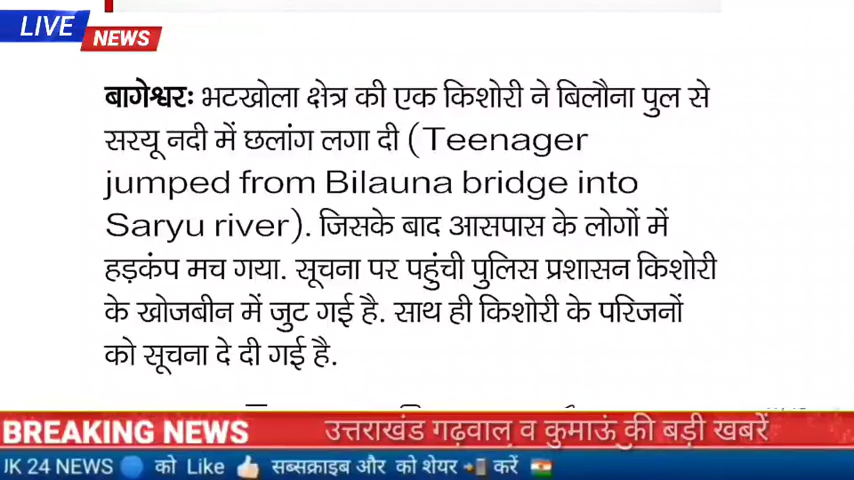 LIVE
NEWS
बागेश्वरः भटखोला क्षेत्र की एक किशोरी ने बिलौना पुल से
सरयू नदी में छलांग लगा दी (Teenager
jumped from Bilauna bridge into
Saryu river). जिसके बाद आसपास के लोगों में
हड़कंप मच गया. सूचना पर पहुंची पुलिस प्रशासन किशोरी
के खोजबीन में जुट गई है. साथ ही किशोरी के परिजनों
को सूचना दे दी गई है.
BREAKING NEWS उत्तराखंड गढ़वाल व कुमाऊं की बड़ी खबरें
JK 24 NEWS 🔵 को Like 👍 सब्सक्राइब और को शेयर 📲 करें 🇮🇳